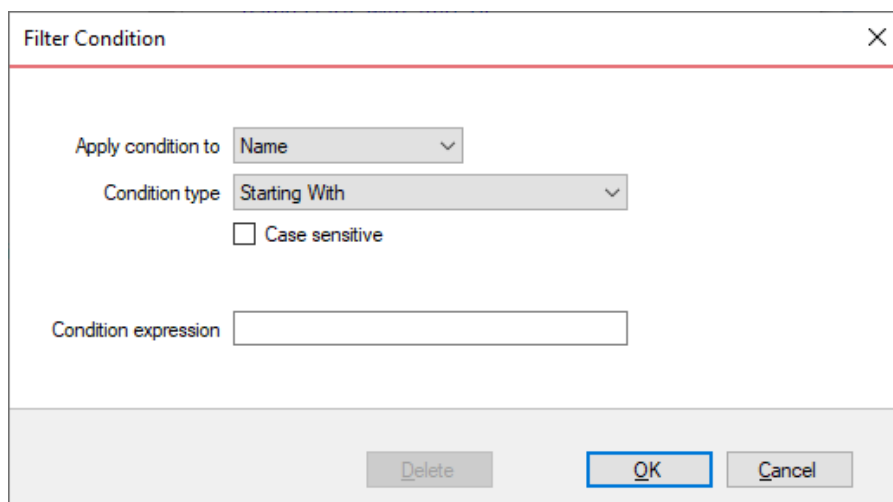 Filter Condition
Apply condition to Name
Condition type Starting With
Case sensitive
Condition expression
Delete OK Cancel